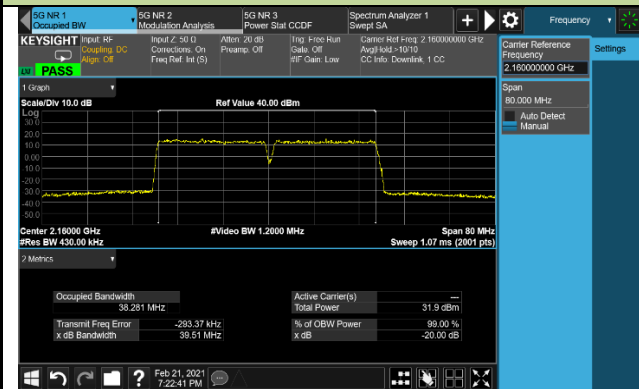 5G NR 1
Occupied BW
5G NR 2
Modulation Analysis
5G NR 3
Power Stat CCDF
Spectrum Analyzer 1
Swept SA
+
Frequency
KEYSIGHT
Input: RF
Coupling: DC
Align: Off
Input Z: 50 Ω
Corrections: On
Freq Ref: Int (S)
Atten: 20 dB
Preamp: Off
Trig: Free Run
Gate: Off
#IF Gain: Low
Carrier Ref Freq: 2.160000000 GHz
Avg|Hold:>10/10
CC Info: Downlink, 1 CC
PASS
Carrier Reference
Frequency
2.160000000 GHz
Settings
Span
80.000 MHz
Auto Detect
Manual
1 Graph
Scale/Div 10.0 dB
Ref Value 40.00 dBm
Log
30.0
20.0
10.0
0.00
-10.0
-20.0
-30.0
-40.0
-50.0
Center 2.16000 GHz
#Video BW 1.2000 MHz
Span 80 MHz
#Res BW 430.00 kHz
Sweep 1.07 ms (2001 pts)
2 Metrics
Occupied Bandwidth
38.281 MHz
Active Carrier(s)
---
Total Power
31.9 dBm
Transmit Freq Error
-293.37 kHz
% of OBW Power
99.00 %
x dB Bandwidth
39.51 MHz
x dB
-20.00 dB
?
Feb 21, 2021
7:22:41 PM